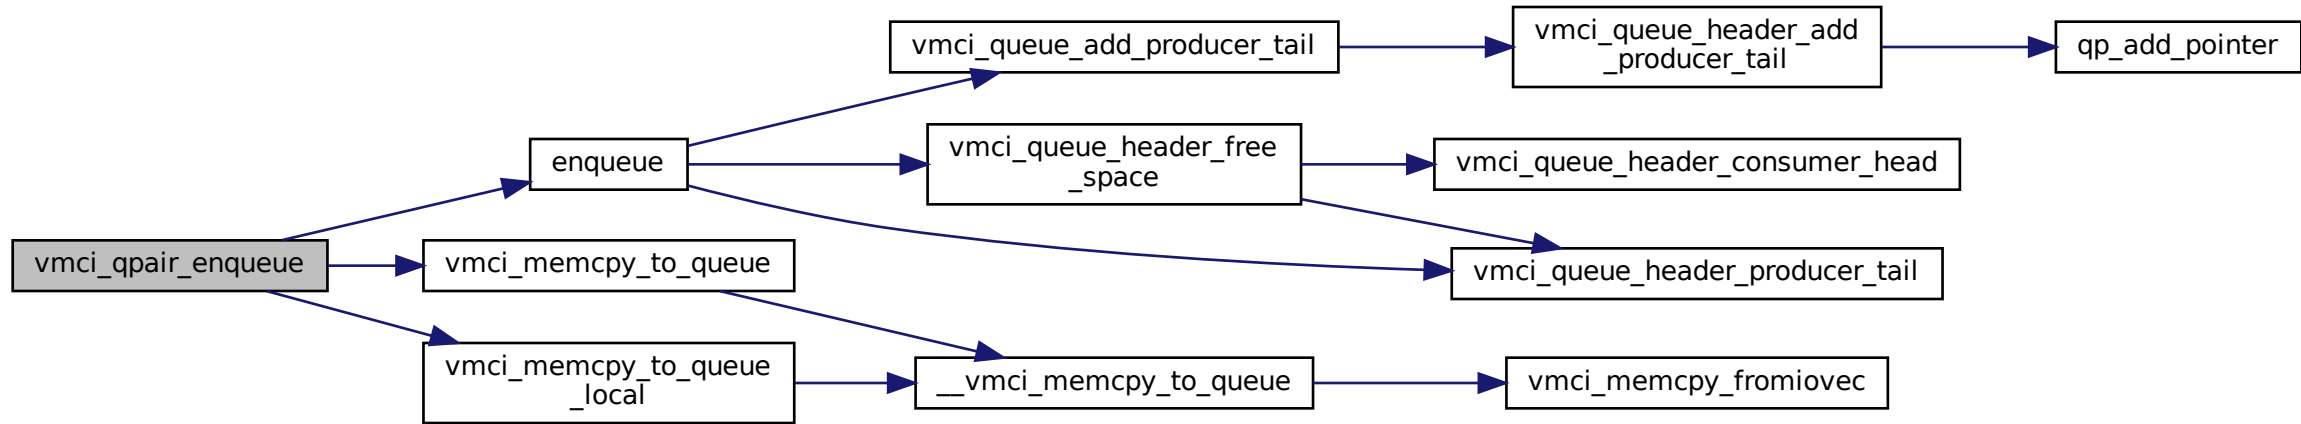 vmci_qpair_enqueue
enqueue
vmci_memcpy_to_queue
vmci_memcpy_to_queue
_local
vmci_queue_add_producer_tail
vmci_queue_header_free
_space
__vmci_memcpy_to_queue
vmci_queue_header_add
_producer_tail
vmci_queue_header_consumer_head
vmci_queue_header_producer_tail
vmci_memcpy_fromiovec
qp_add_pointer